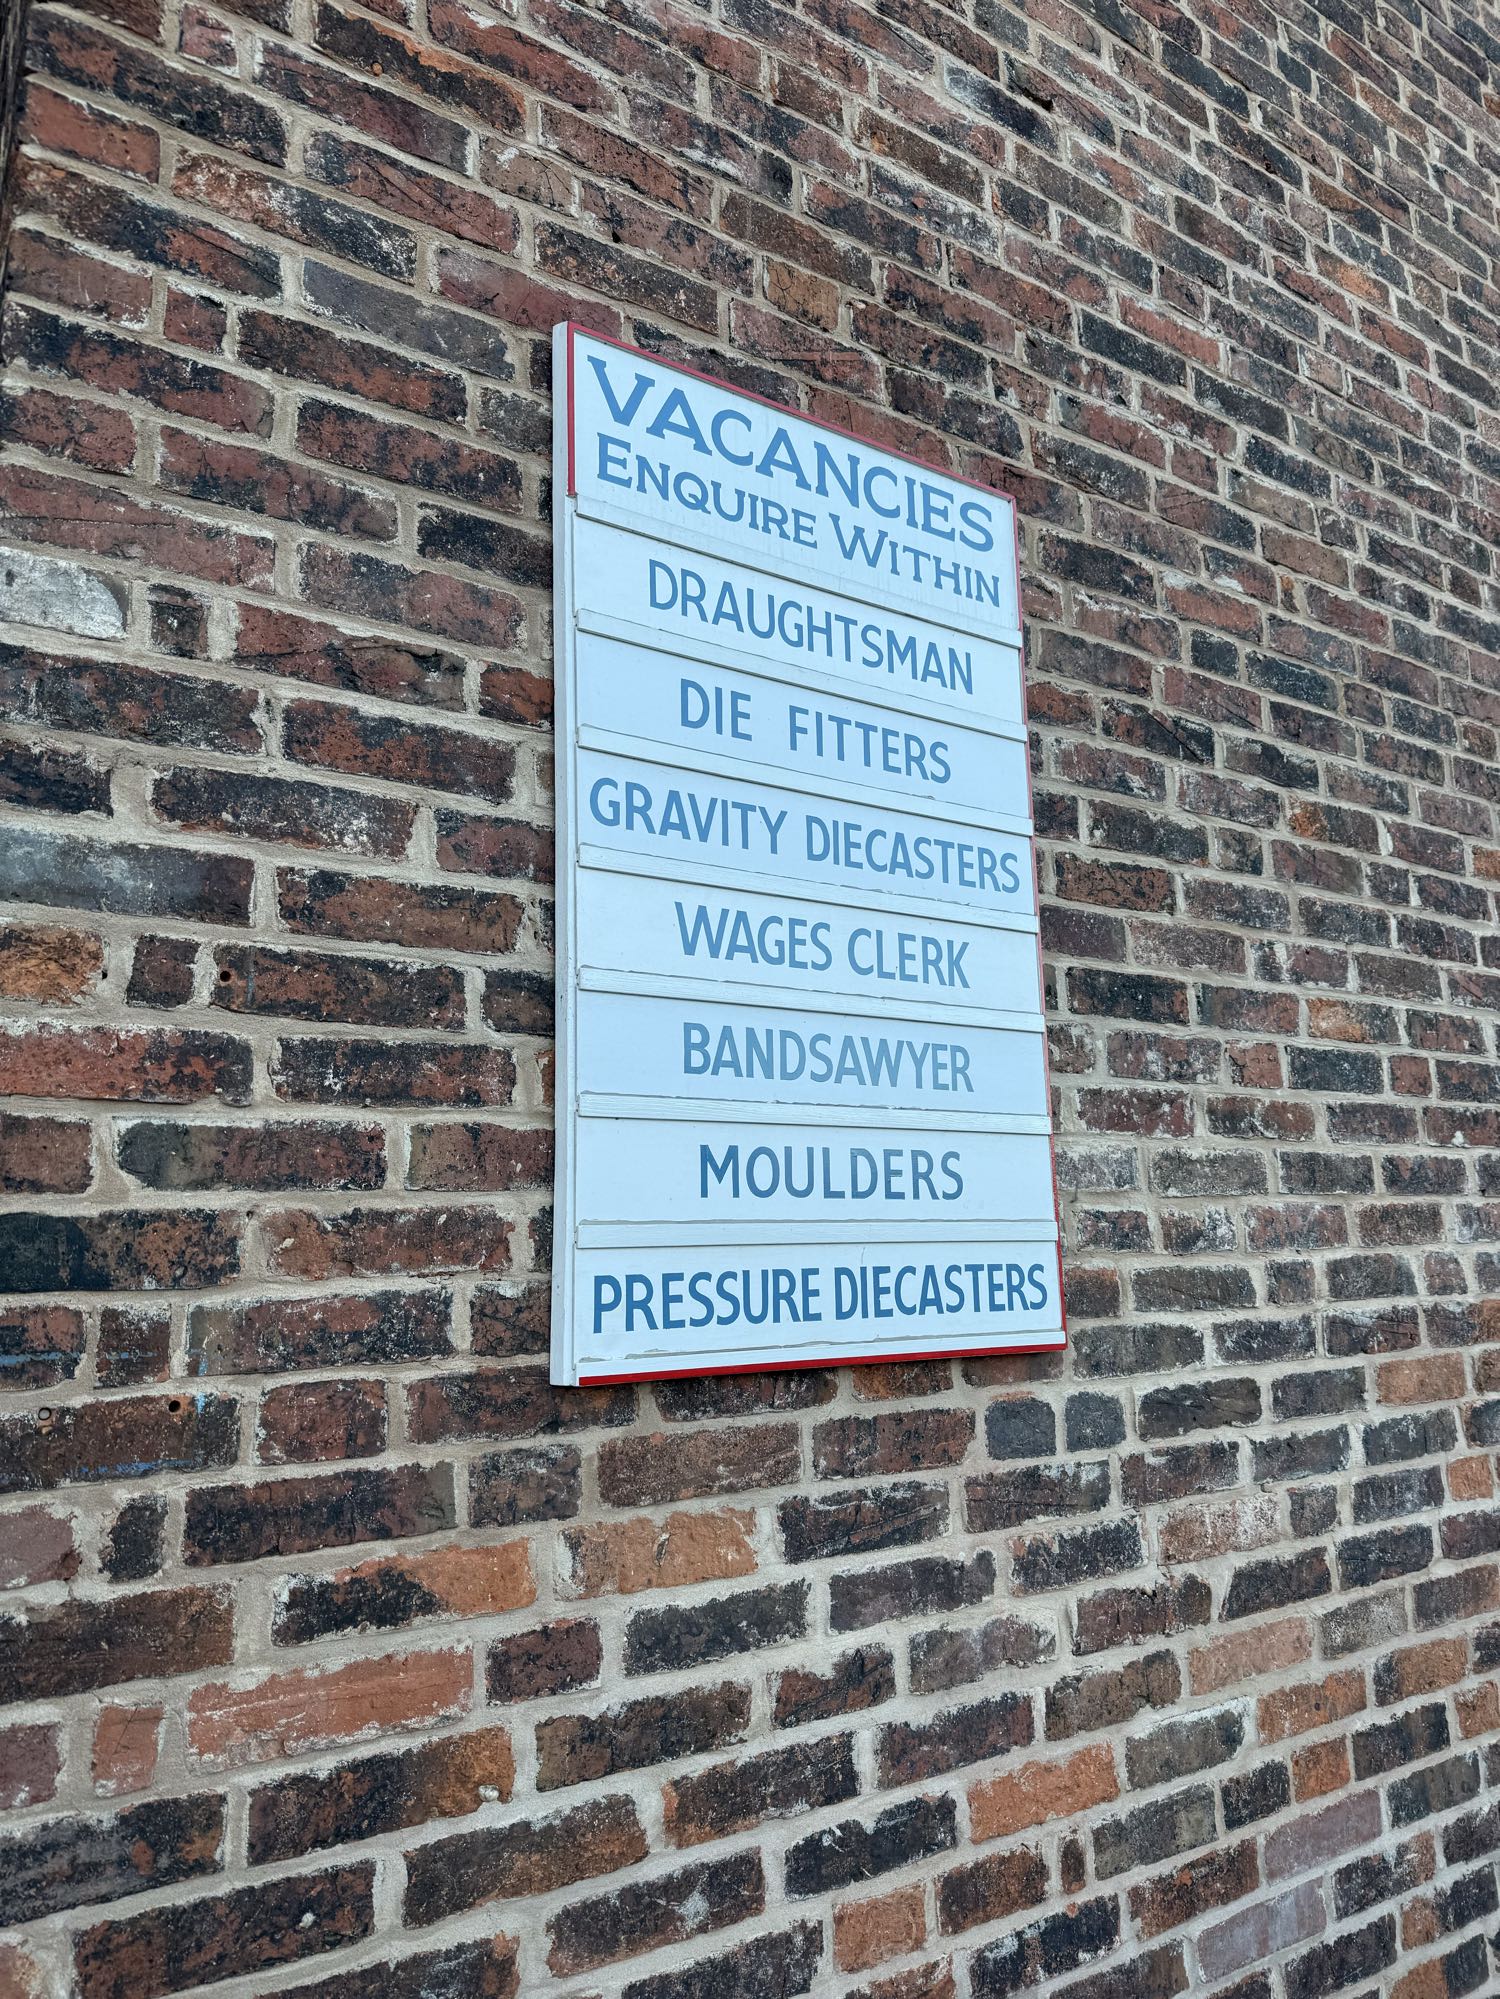 VACANCIES
ENQUIRE WITHIN
DRAUGHTSMAN
DIE FITTERS
GRAVITY DIECASTERS
WAGES CLERK
BANDSAWYER
MOULDERS
PRESSURE DIECASTERS